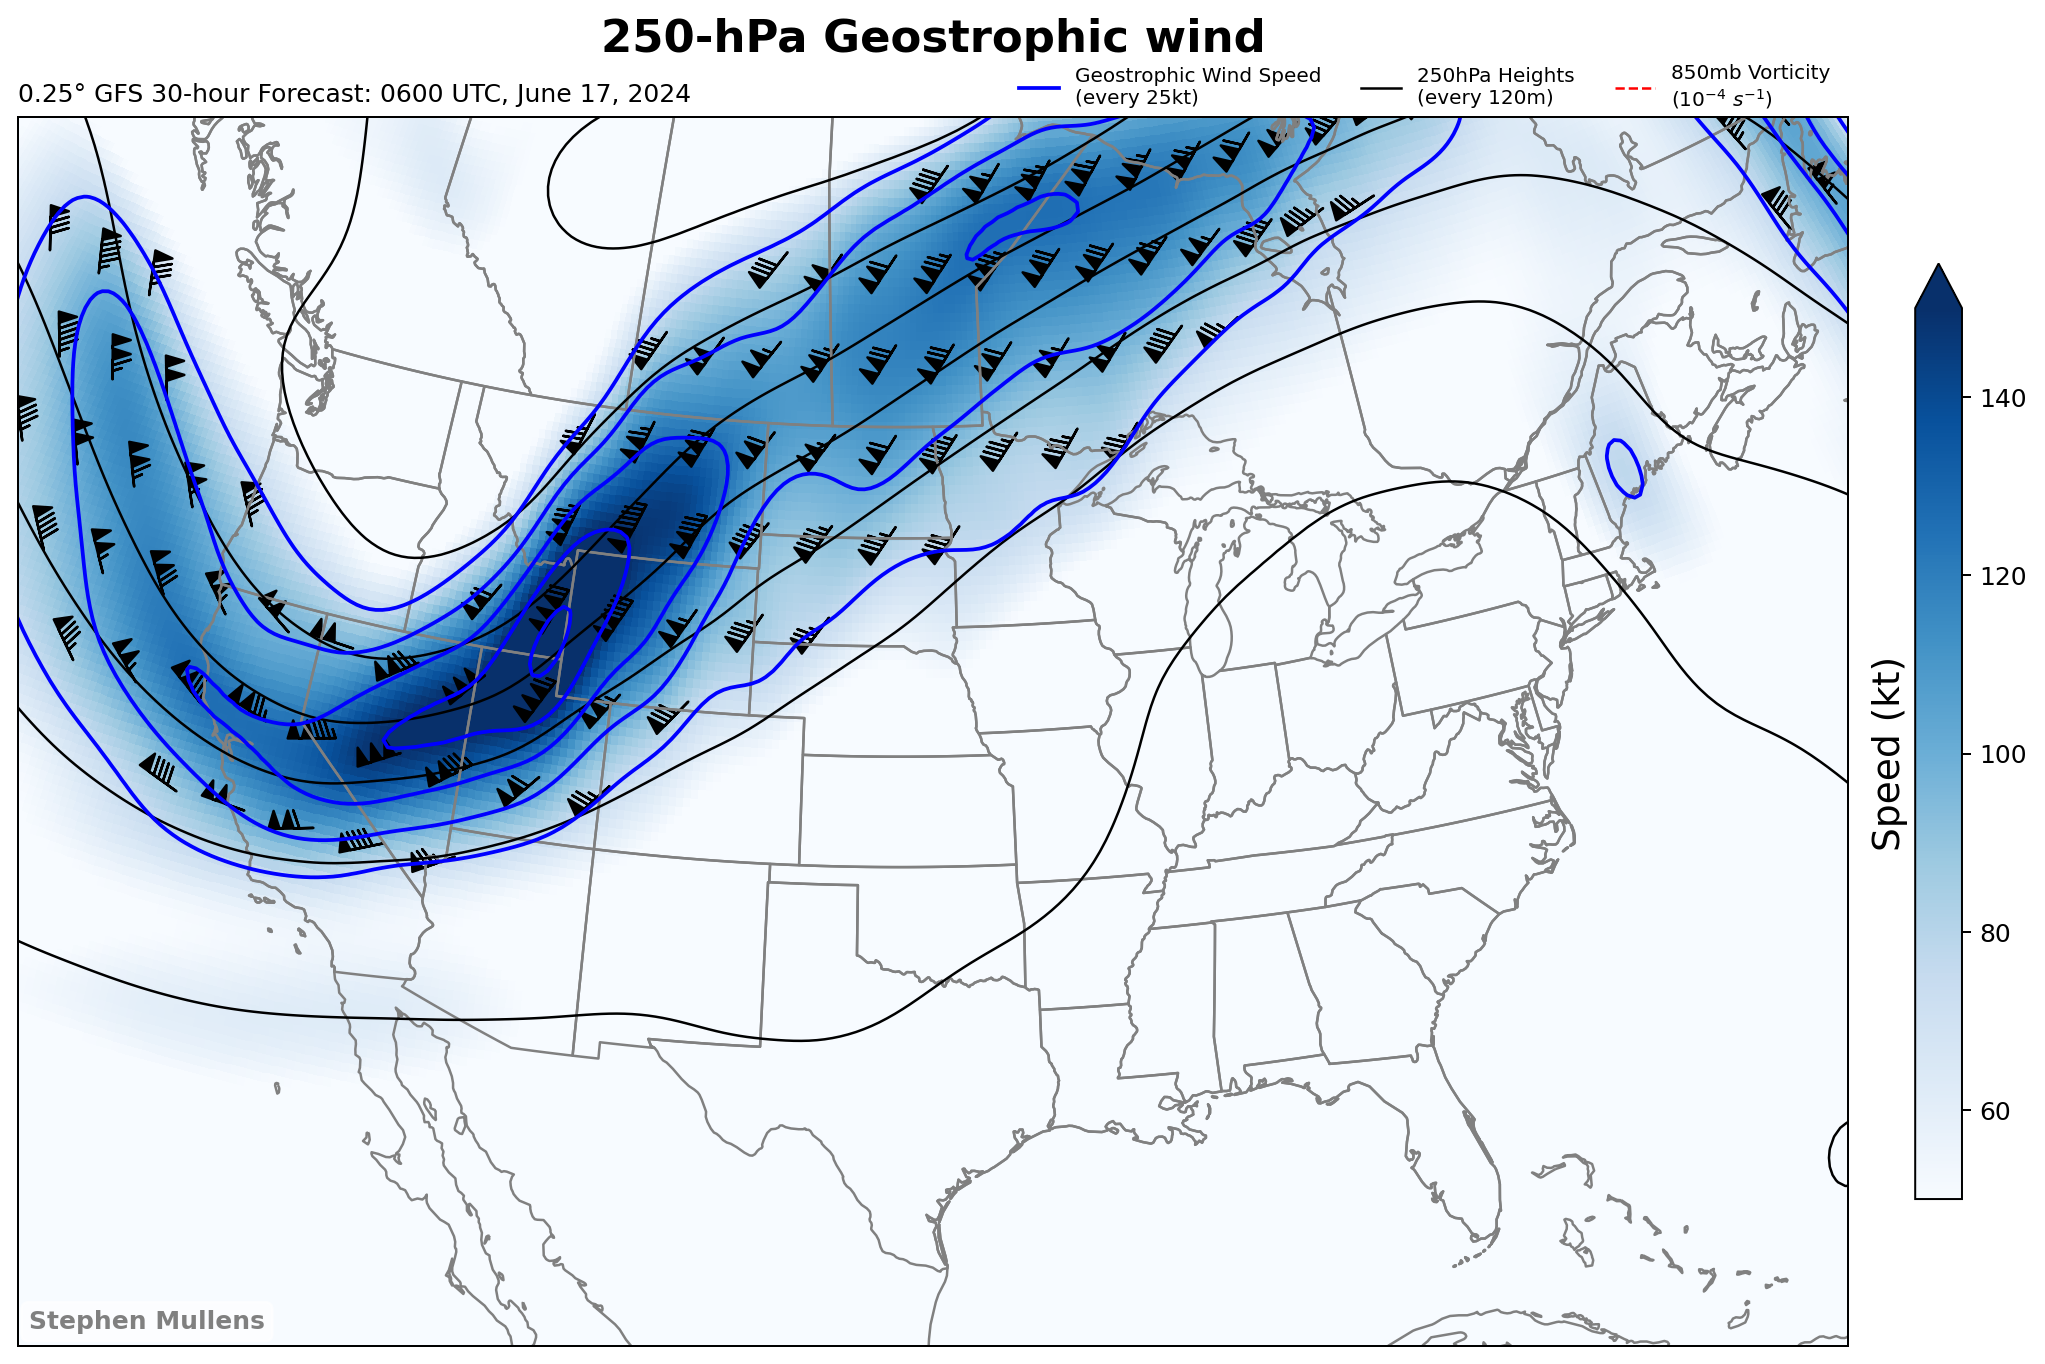 250-hPa Geostrophic wind
0.25° GFS 30-hour Forecast: 0600 UTC, June 17, 2024
Geostrophic Wind Speed
(every 25kt)
250hPa Heights
(every 120m)
850mb Vorticity
(10⁻⁴ s⁻¹)
140
120
100
80
60
Speed (kt)
Stephen Mullens